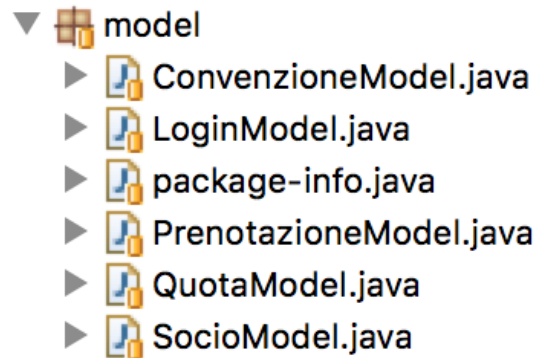 model
ConvenzioneModel.java
LoginModel.java
package-info.java
PrenotazioneModel.java
QuotaModel.java
SocioModel.java